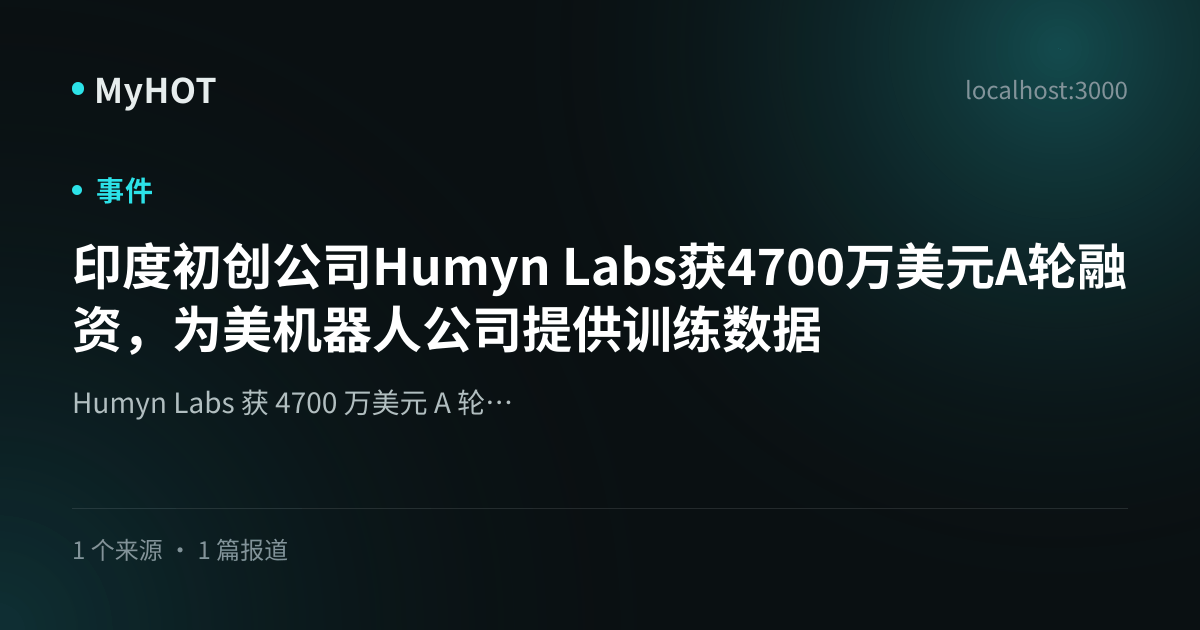 MyHOT
localhost:3000
事件
印度初创公司Humyn Labs获4700万美元A轮融
资，为美机器人公司提供训练数据
Humyn Labs 获 4700 万美元 A 轮…
1 个来源 · 1 篇报道